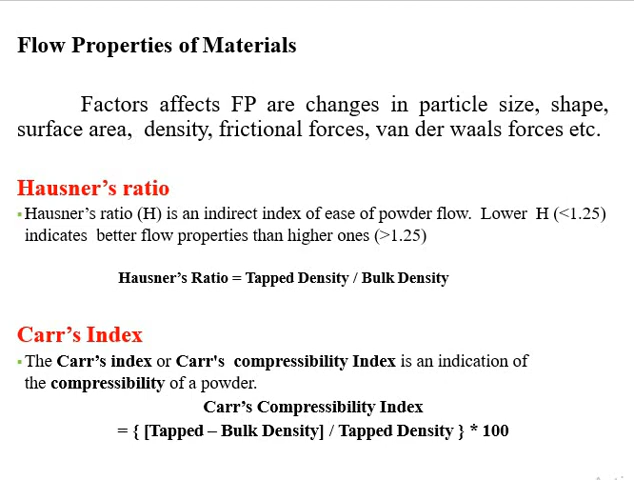 Flow Properties of Materials
Factors affects FP are changes in particle size, shape,
surface area, density, frictional forces, van der waals forces etc.
Hausner's ratio
▪ Hausner's ratio (H) is an indirect index of ease of powder flow. Lower H (<1.25)
indicates better flow properties than higher ones (>1.25)
Hausner's Ratio = Tapped Density / Bulk Density
Carr's Index
▪ The Carr's index or Carr's compressibility Index is an indication of
the compressibility of a powder.
Carr's Compressibility Index
= { [Tapped – Bulk Density] / Tapped Density } * 100